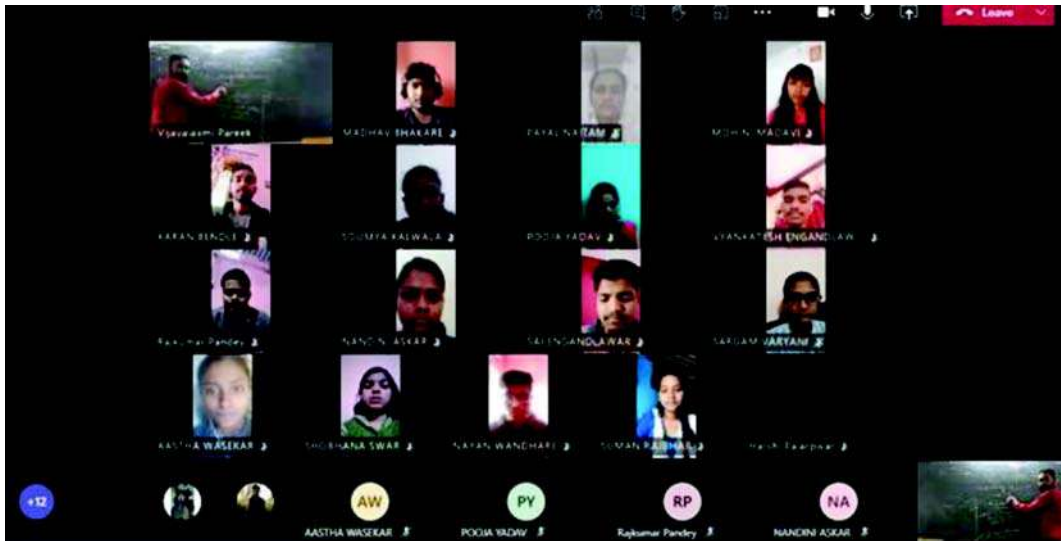 Leave
Vijayalaxmi Pareek
MADHAV BHAKARE
PAYAL NAITAM
MOHINI MADAVI
KARAN BENDLE
SOUMYA KALWALA
POOJA YADAV
VYANKATESH ENGANDLAW...
Rajkumar Pandey
NANDINI ASKAR
SAI ENGANDLAWAR
SARGAM VARYANI
AASTHA WASEKAR
SHOBHANA SWAR
NAYAN WANDHARE
SUMAN RAJBHAR
+12
AW
PY
RP
NA
AASTHA WASEKAR
POOJA YADAV
Rajkumar Pandey
NANDINI ASKAR